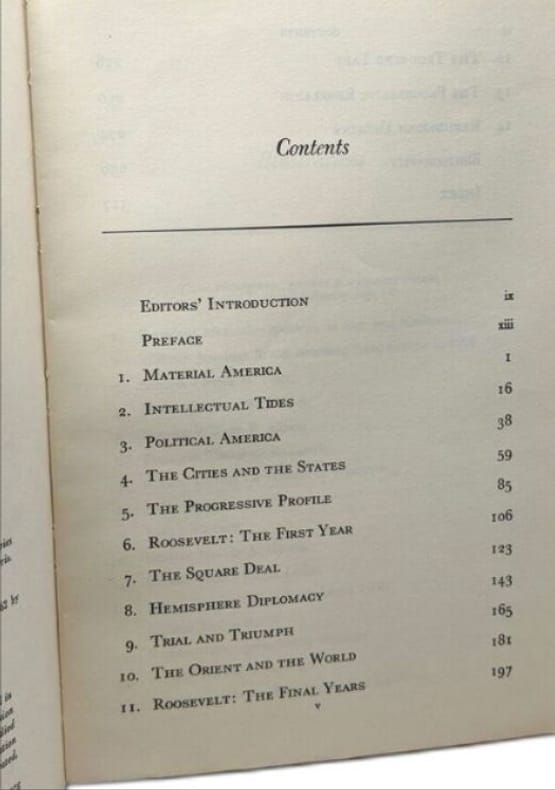 Contents
EDITORS' INTRODUCTION ix
PREFACE xiii
1. MATERIAL AMERICA 1
2. INTELLECTUAL TIDES 16
3. POLITICAL AMERICA 38
4. THE CITIES AND THE STATES 59
5. THE PROGRESSIVE PROFILE 85
6. ROOSEVELT: THE FIRST YEAR 106
7. THE SQUARE DEAL 123
8. HEMISPHERE DIPLOMACY 143
9. TRIAL AND TRIUMPH 165
10. THE ORIENT AND THE WORLD 181
11. ROOSEVELT: THE FINAL YEARS 197
v